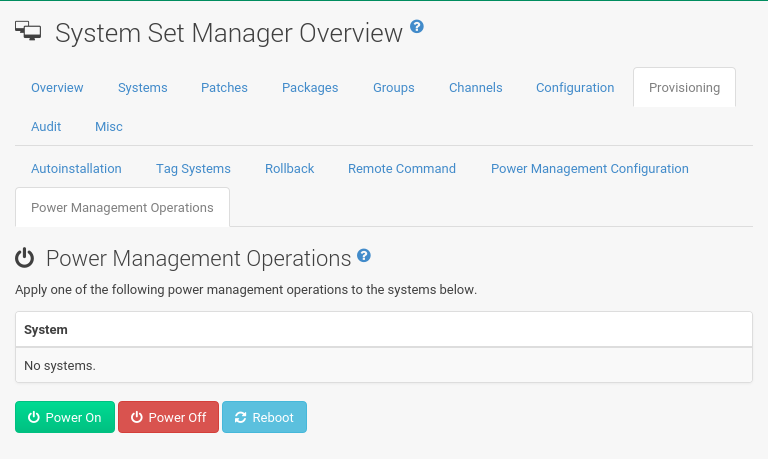 System Set Manager Overview
Overview Systems Patches Packages Groups Channels Configuration Provisioning
Audit Misc
Autoinstallation Tag Systems Rollback Remote Command Power Management Configuration
Power Management Operations
Power Management Operations
Apply one of the following power management operations to the systems below.
System
No systems.
Power On Power Off Reboot